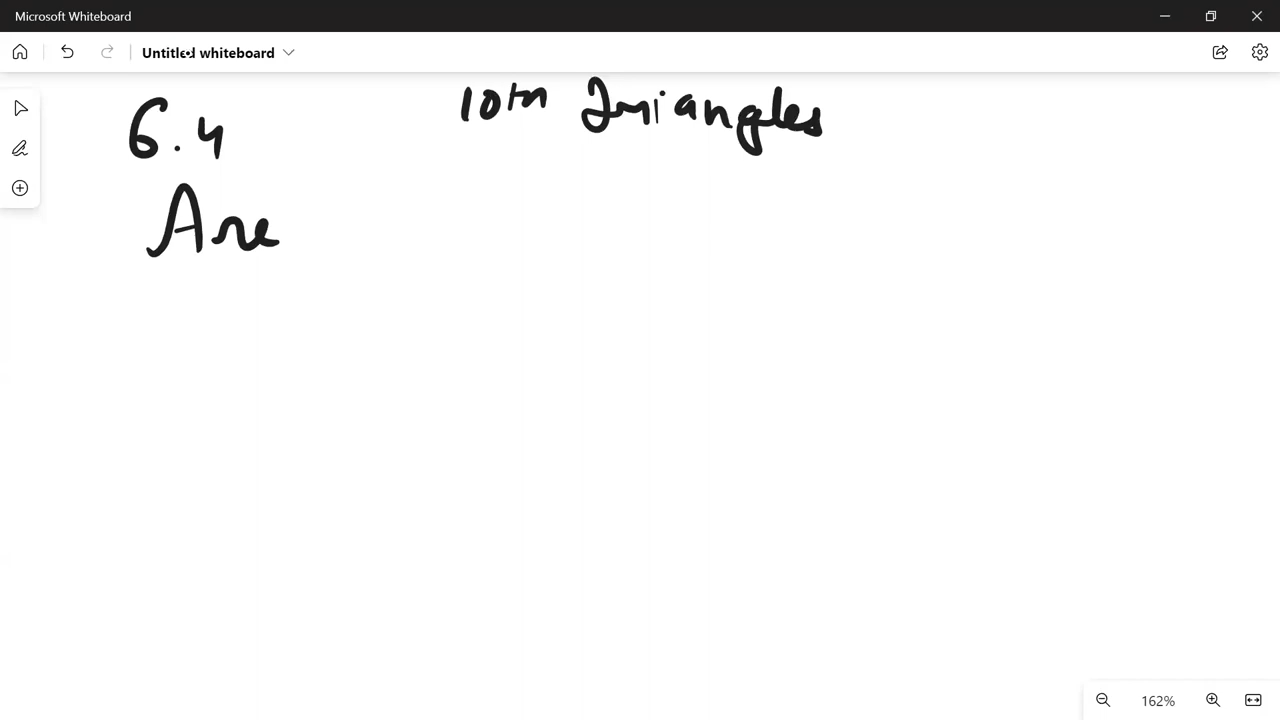 Microsoft Whiteboard
Untitled whiteboard
10th Triangles
6.4
Are
162%